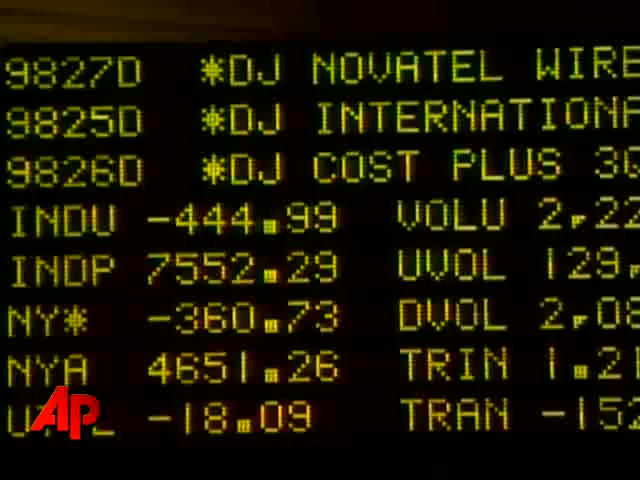 9827D *DJ NOVATEL WIRE
9825D *DJ INTERNATION
9826D *DJ COST PLUS 3Q
INDU -444.99 VOLU 2,22
INDP 7552.29 UVOL 129,
NY* -360.73 DVOL 2,08
NYA 4651.26 TRIN 1.21
-18.09 TRAN -152
AP